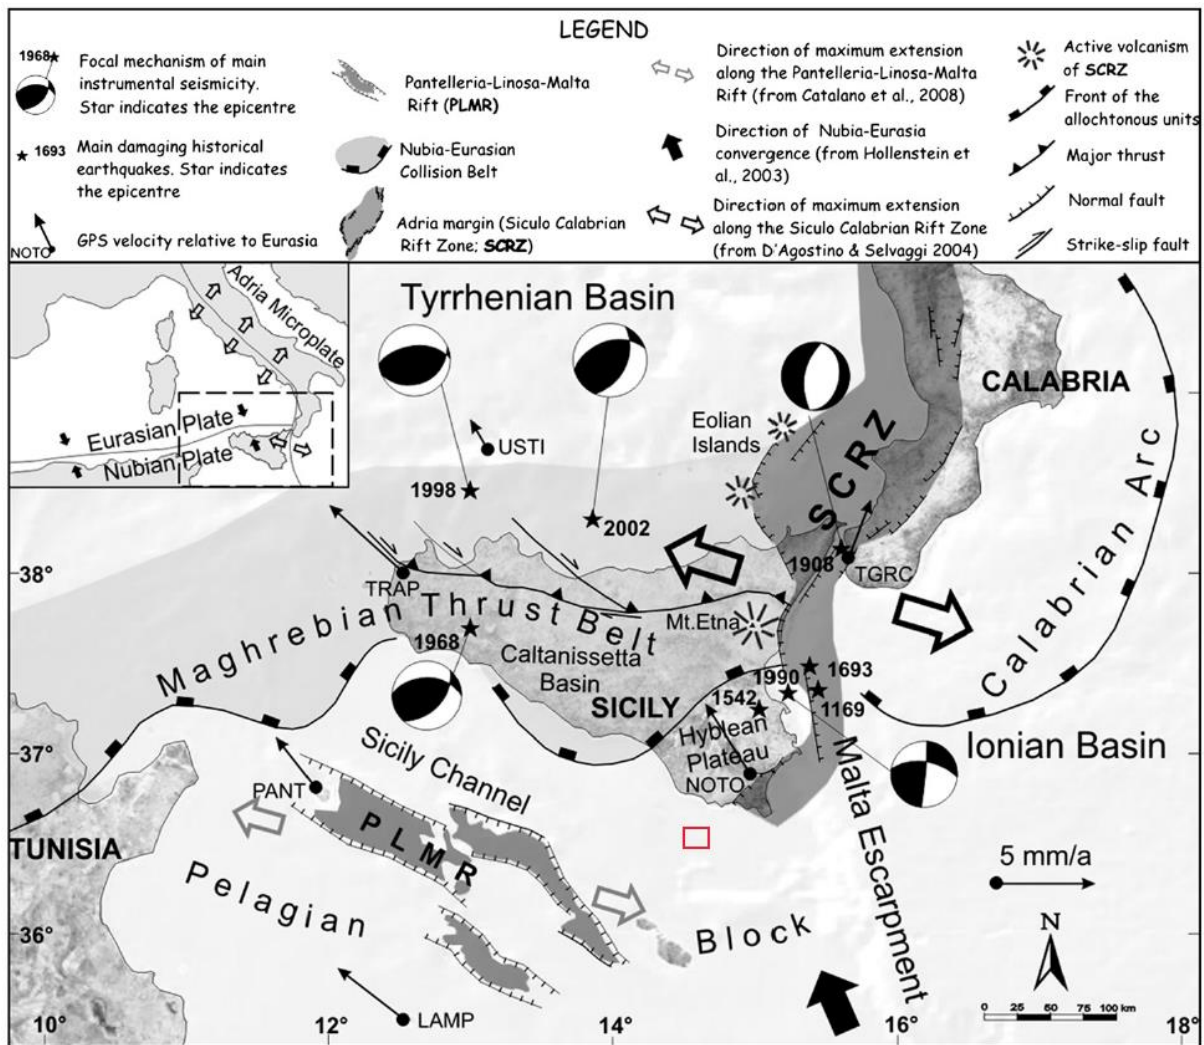 LEGEND
1968
Focal mechanism of main
instrumental seismicity.
Star indicates the epicentre
1693
Main damaging historical
earthquakes. Star indicates
the epicentre
NOTO
GPS velocity relative to Eurasia
Pantelleria-Linosa-Malta
Rift (PLMR)
Nubia-Eurasian
Collision Belt
Adria margin (Siculo Calabrian
Rift Zone; SCRZ)
Direction of maximum extension
along the Pantelleria-Linosa-Malta
Rift (from Catalano et al., 2008)
Direction of Nubia-Eurasia
convergence (from Hollenstein et
al., 2003)
Direction of maximum extension
along the Siculo Calabrian Rift Zone
(from D'Agostino & Selvaggi 2004)
Active volcanism
of SCRZ
Front of the
allochtonous units
Major thrust
Normal fault
Strike-slip fault
Adria Microplate
Eurasian Plate
Nubian Plate
Tyrrhenian Basin
CALABRIA
Eolian
Islands
SCRZ
USTI
1998
2002
1908
TGRC
38°
38°
TRAP
Maghrebian Thrust Belt
Mt.Etna
Calabrian Arc
1968
Caltanissetta
Basin
SICILY
1990
1693
1542
1169
Hyblean
Plateau
NOTO
Ionian Basin
37°
37°
Sicily Channel
PANT
PLMR
Malta Escarpment
TUNISIA
5 mm/a
Pelagian
Block
36°
36°
N
LAMP
0 25 50 75 100 km
10°
12°
14°
16°
18°